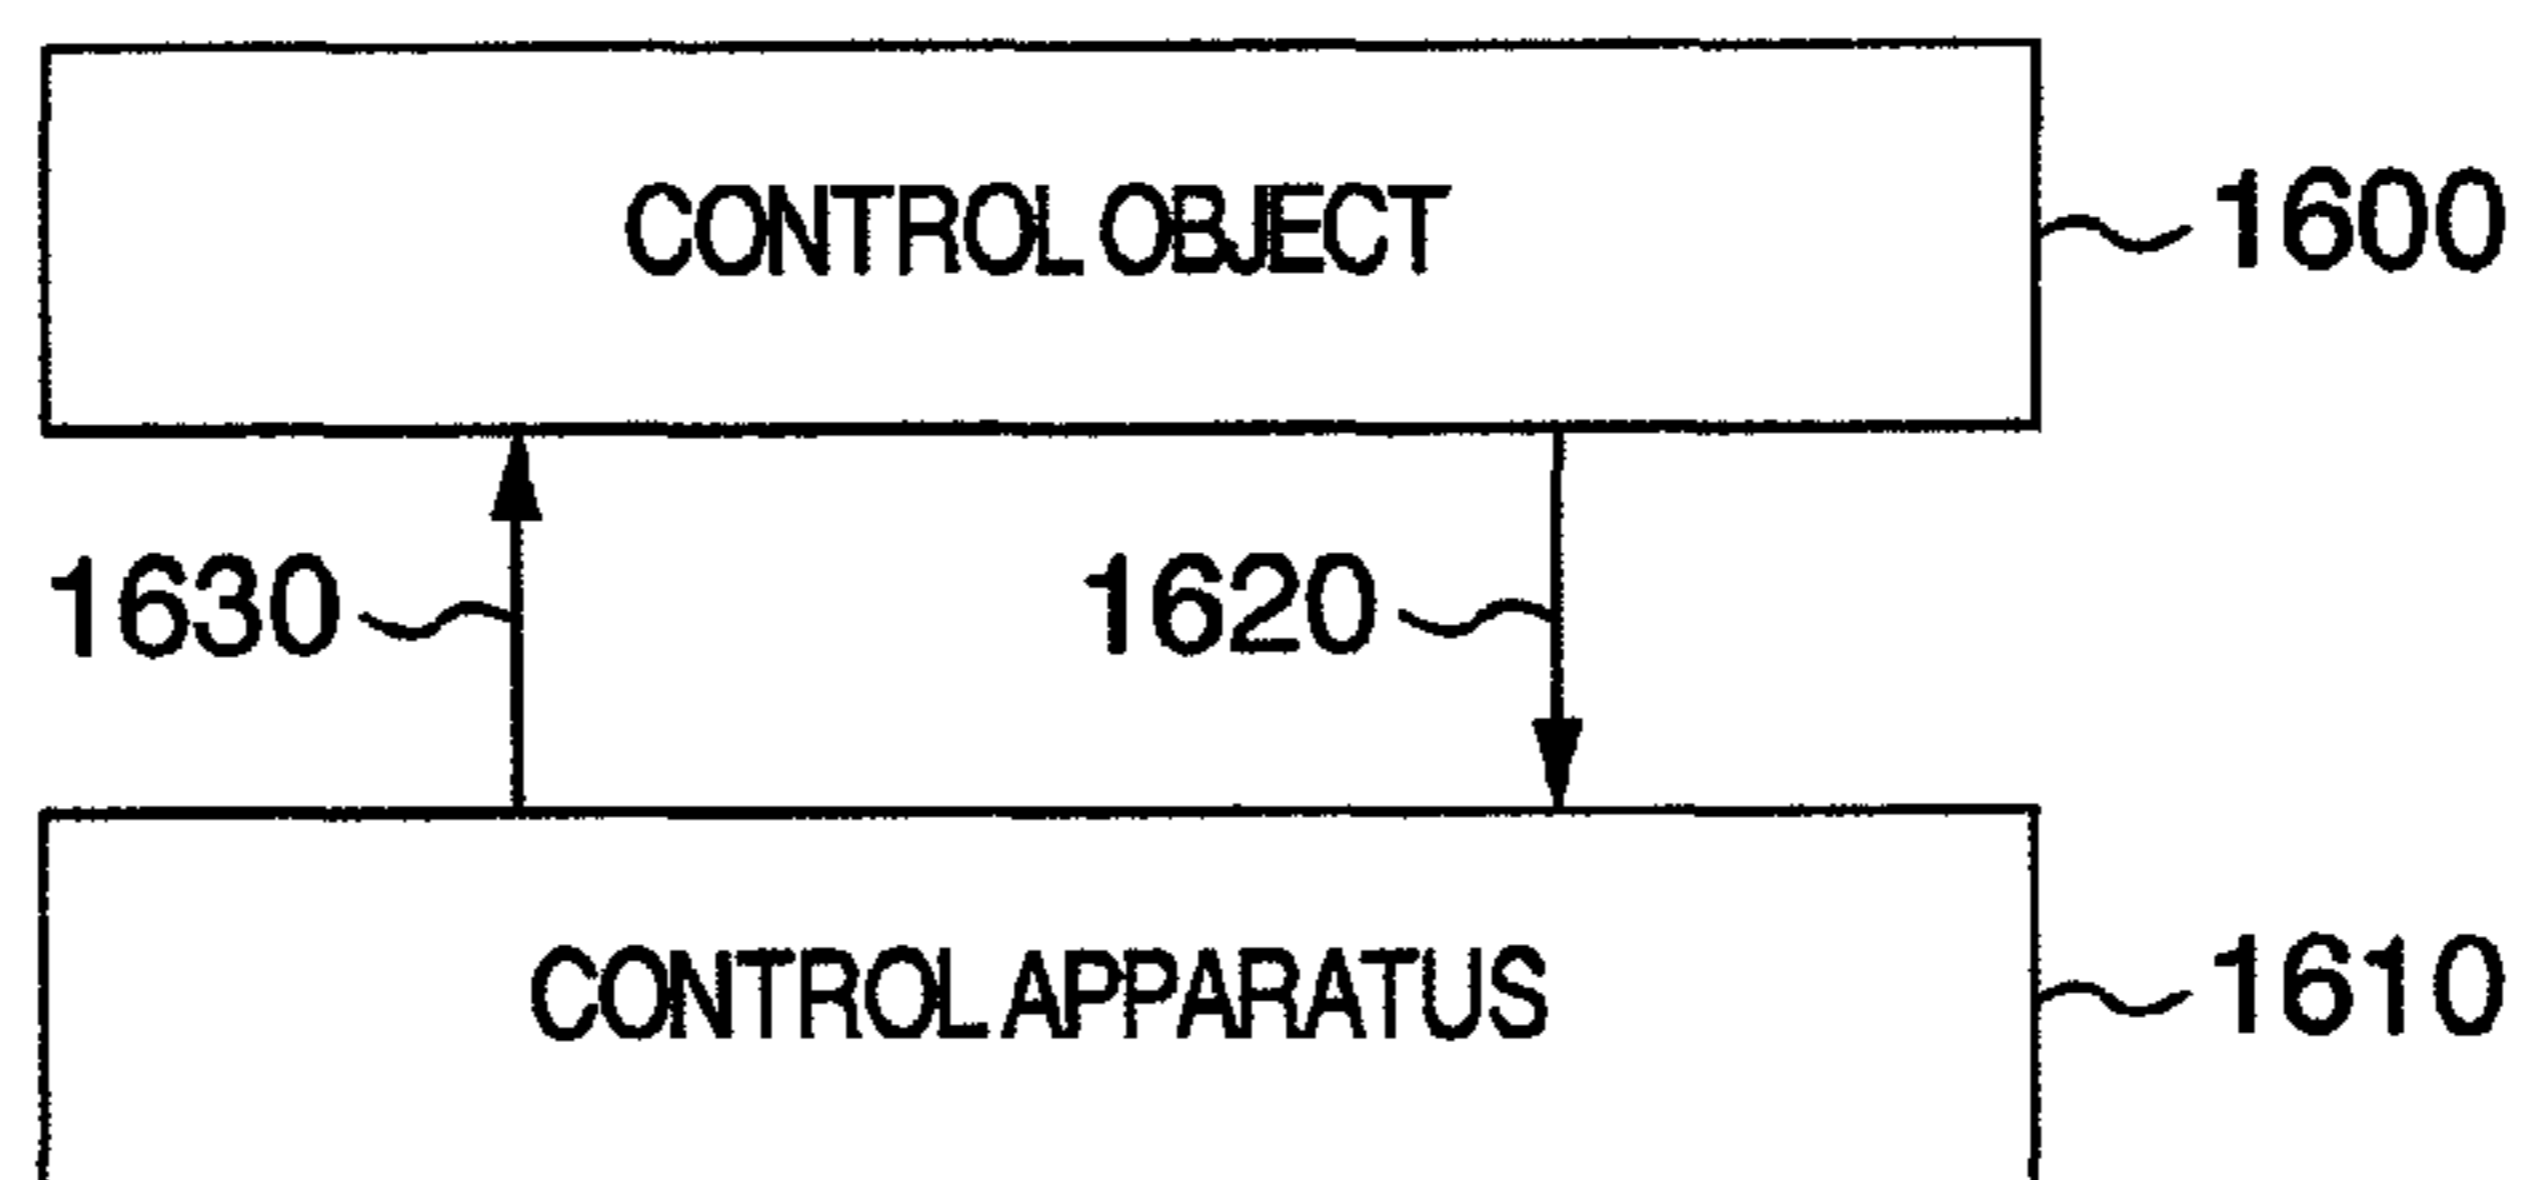 CONTROL OBJECT
1600
1630
1620
CONTROL APPARATUS
1610